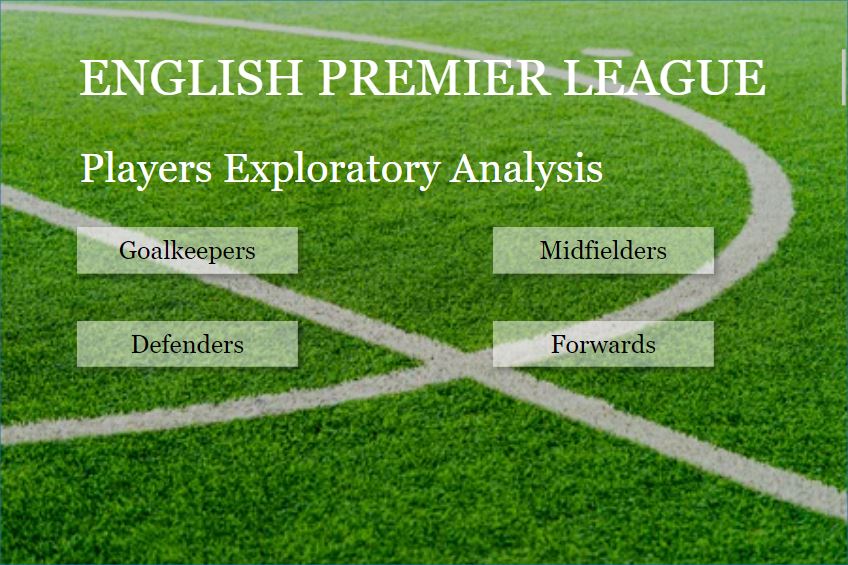 ENGLISH PREMIER LEAGUE
Players Exploratory Analysis
Goalkeepers
Midfielders
Defenders
Forwards